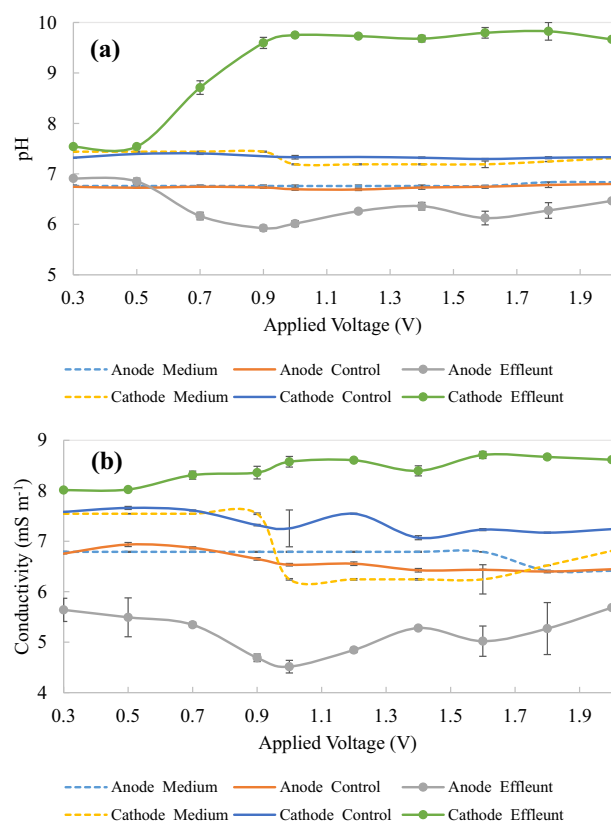 (a)
pH
10
9
8
7
6
5
0.3 0.5 0.7 0.9 1.1 1.3 1.5 1.7 1.9
Applied Voltage (V)
Anode Medium Anode Control Anode Effleunt
Cathode Medium Cathode Control Cathode Effleunt
(b)
Conductivity (mS m-1)
9
8
7
6
5
4
0.3 0.5 0.7 0.9 1.1 1.3 1.5 1.7 1.9
Applied Voltage (V)
Anode Medium Anode Control Anode Effleunt
Cathode Medium Cathode Control Cathode Effleunt